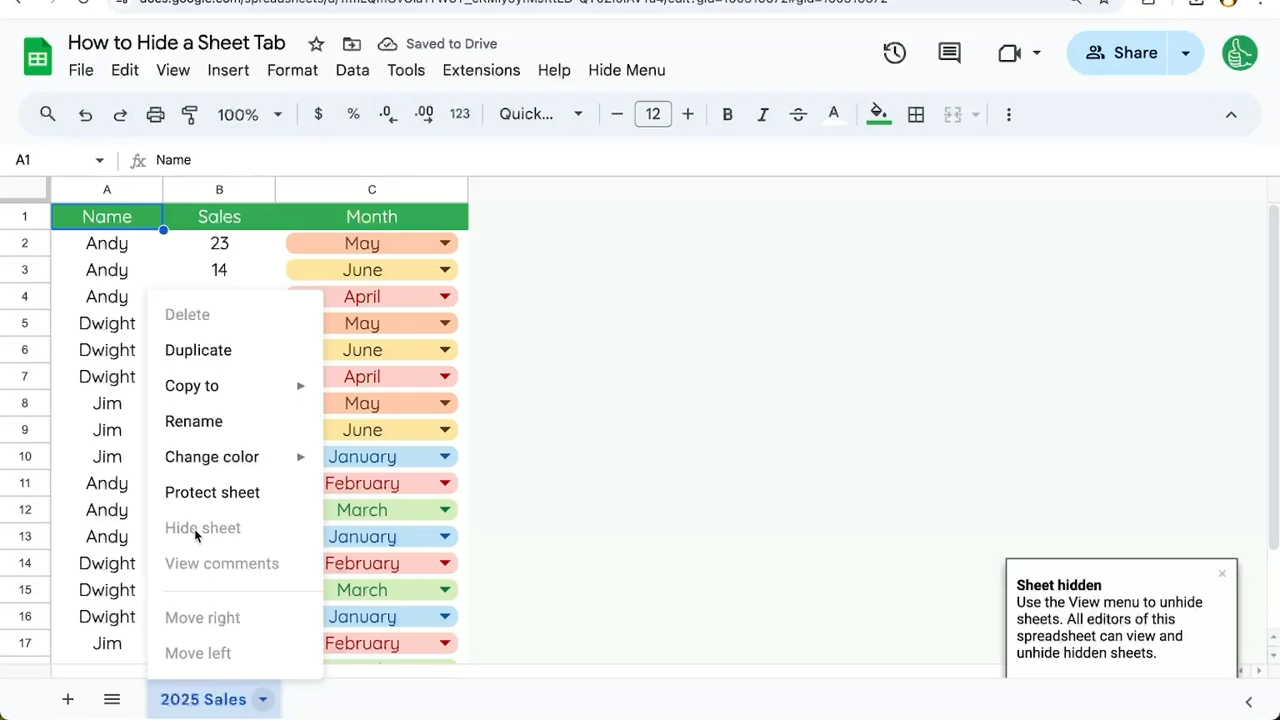 How to Hide a Sheet Tab
Saved to Drive
File Edit View Insert Format Data Tools Extensions Help Hide Menu
Share
100% $ % .0 .00 123 Quick... − 12 + B I A
A1 fx Name
A B C
1 Name Sales Month
2 Andy 23 May
3 Andy 14 June
4 Andy April
5 Dwight May
6 Dwight June
7 Dwight April
8 Jim May
9 Jim June
10 Jim January
11 Andy February
12 Andy March
13 Andy January
14 Dwight February
15 Dwight March
16 Dwight January
17 Jim February
Delete
Duplicate
Copy to
Rename
Change color
Protect sheet
Hide sheet
View comments
Move right
Move left
Sheet hidden
Use the View menu to unhide
sheets. All editors of this
spreadsheet can view and
unhide hidden sheets.
2025 Sales